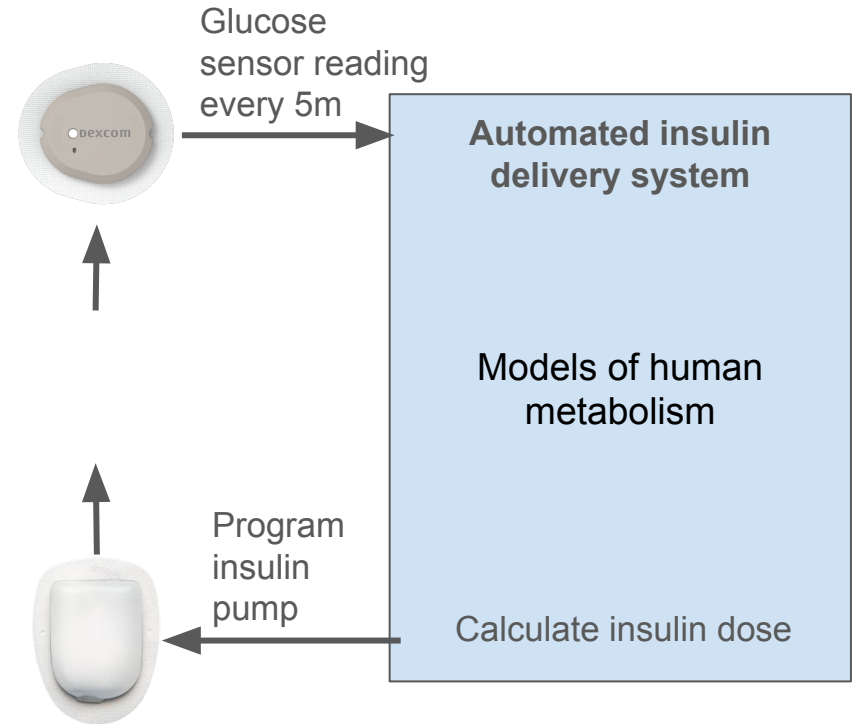 Glucose
sensor reading
every 5m
Dexcom
Automated insulin
delivery system
Models of human
metabolism
Program
insulin
pump
Calculate insulin dose